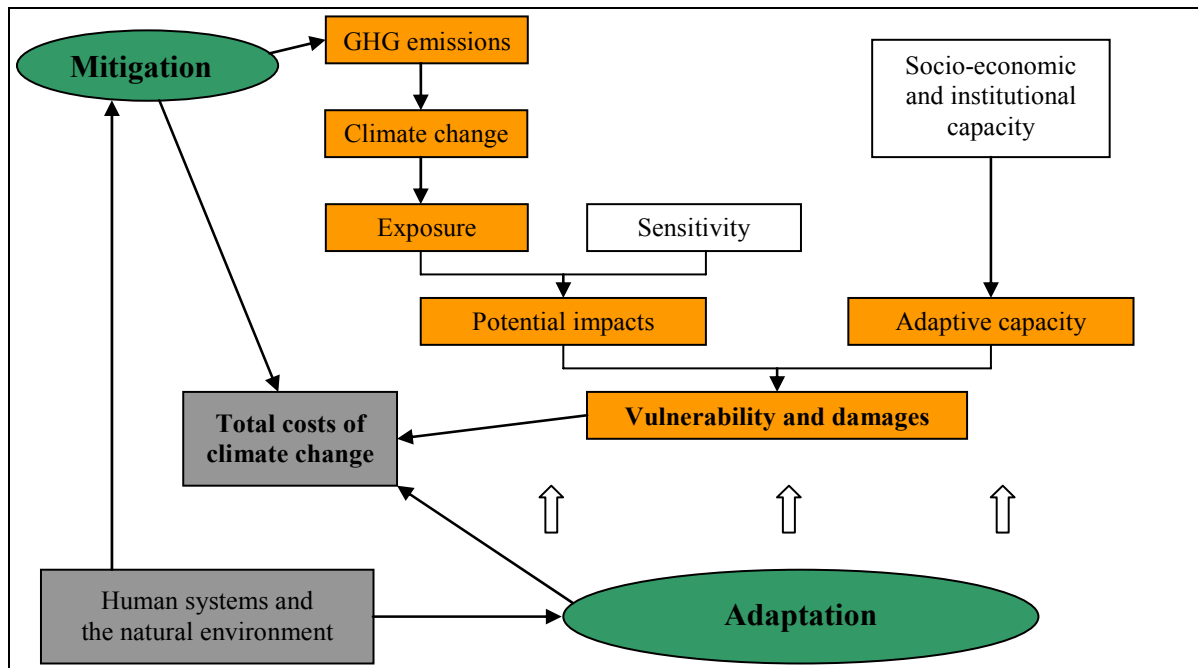 Mitigation
GHG emissions
Socio-economic
and institutional
capacity
Climate change
Exposure
Sensitivity
Potential impacts
Adaptive capacity
Total costs of
climate change
Vulnerability and damages
Human systems and
the natural environment
Adaptation